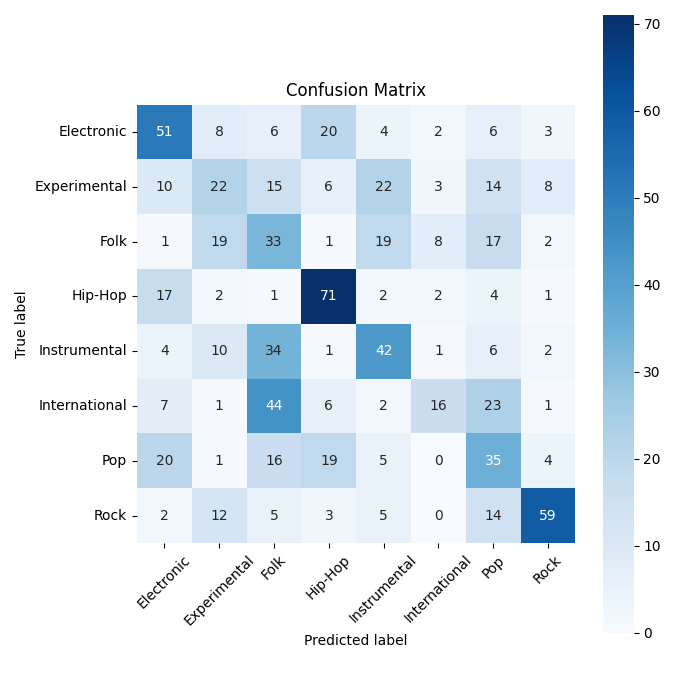 Confusion Matrix
Electronic 51 8 6 20 4 2 6 3
Experimental 10 22 15 6 22 3 14 8
Folk 1 19 33 1 19 8 17 2
Hip-Hop 17 2 1 71 2 2 4 1
Instrumental 4 10 34 1 42 1 6 2
International 7 1 44 6 2 16 23 1
Pop 20 1 16 19 5 0 35 4
Rock 2 12 5 3 5 0 14 59
Electronic Experimental Folk Hip-Hop Instrumental International Pop Rock
Predicted label
True label
70
60
50
40
30
20
10
0